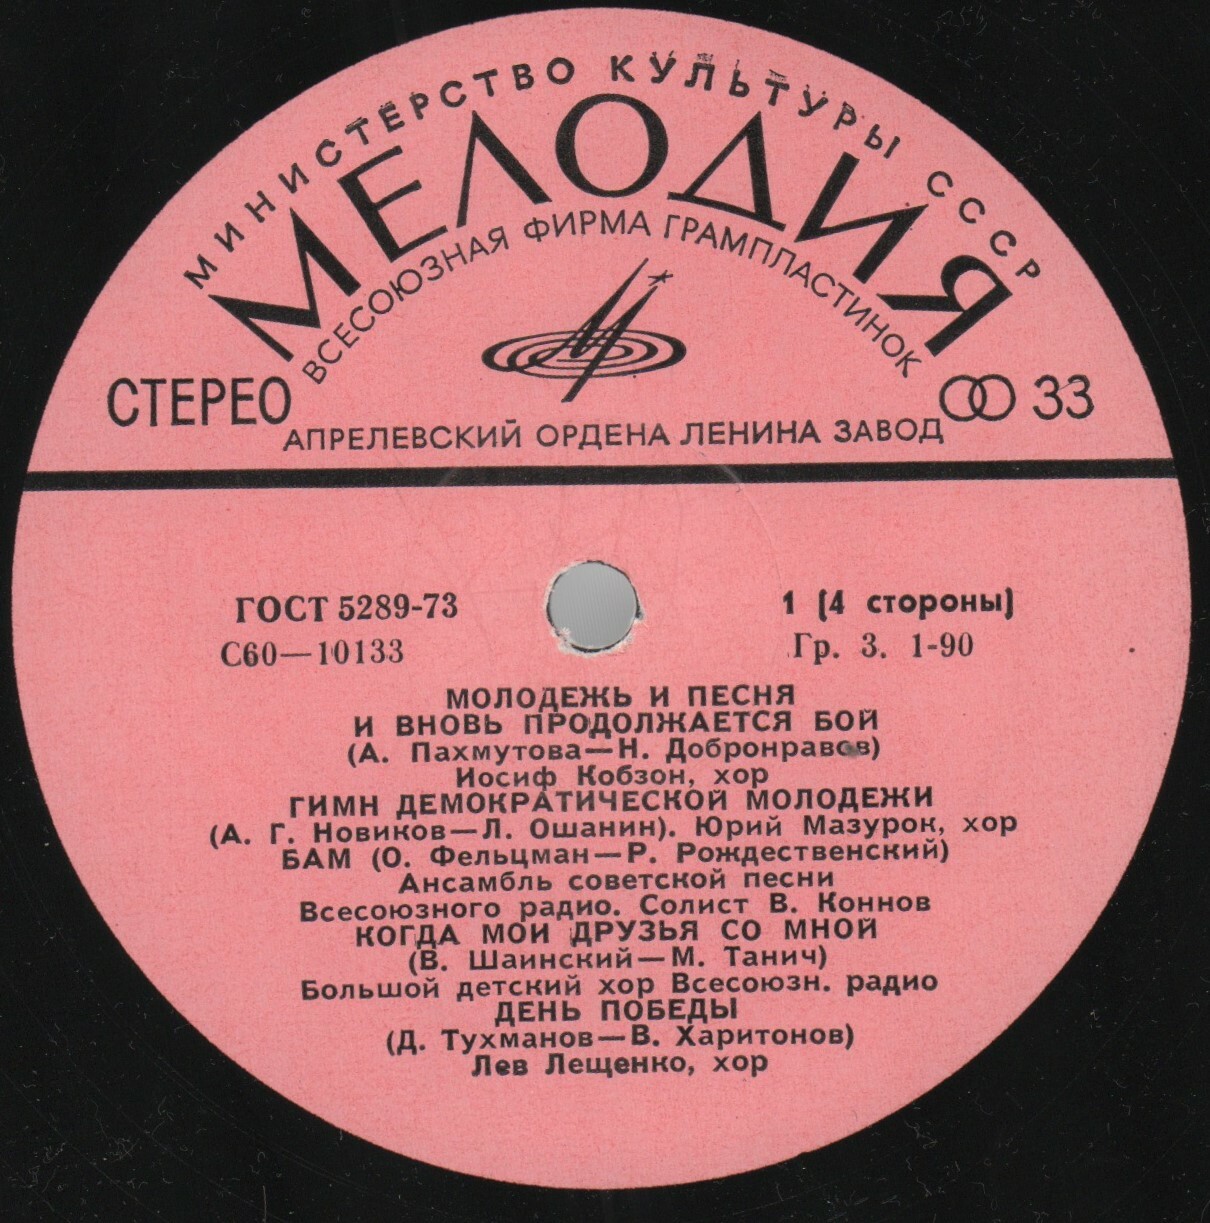 МИНИСТЕРСТВО КУЛЬТУРЫ СССР
МЕЛОДИЯ
ВСЕСОЮЗНАЯ ФИРМА ГРАМПЛАСТИНОК
СТЕРЕО
33
АПРЕЛЕВСКИЙ ОРДЕНА ЛЕНИНА ЗАВОД
ГОСТ 5289-73
1 (4 стороны)
С60—10133
Гр. 3. 1-90
МОЛОДЕЖЬ И ПЕСНЯ
И ВНОВЬ ПРОДОЛЖАЕТСЯ БОЙ
(А. Пахмутова—Н. Добронравов)
Иосиф Кобзон, хор
ГИМН ДЕМОКРАТИЧЕСКОЙ МОЛОДЕЖИ
(А. Г. Новиков—Л. Ошанин). Юрий Мазурок, хор
БАМ (О. Фельцман—Р. Рождественский)
Ансамбль советской песни
Всесоюзного радио. Солист В. Коннов
КОГДА МОИ ДРУЗЬЯ СО МНОЙ
(В. Шаинский—М. Танич)
Большой детский хор Всесоюзн. радио
ДЕНЬ ПОБЕДЫ
(Д. Тухманов—В. Харитонов)
Лев Лещенко, хор